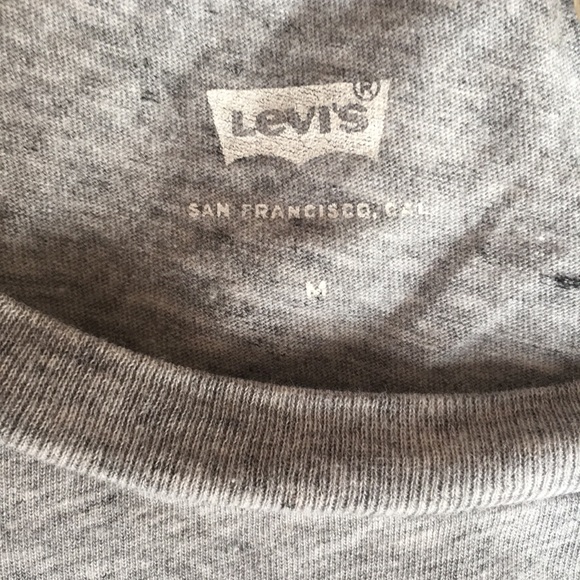 Levi's®
SAN FRANCISCO, CAL.
M